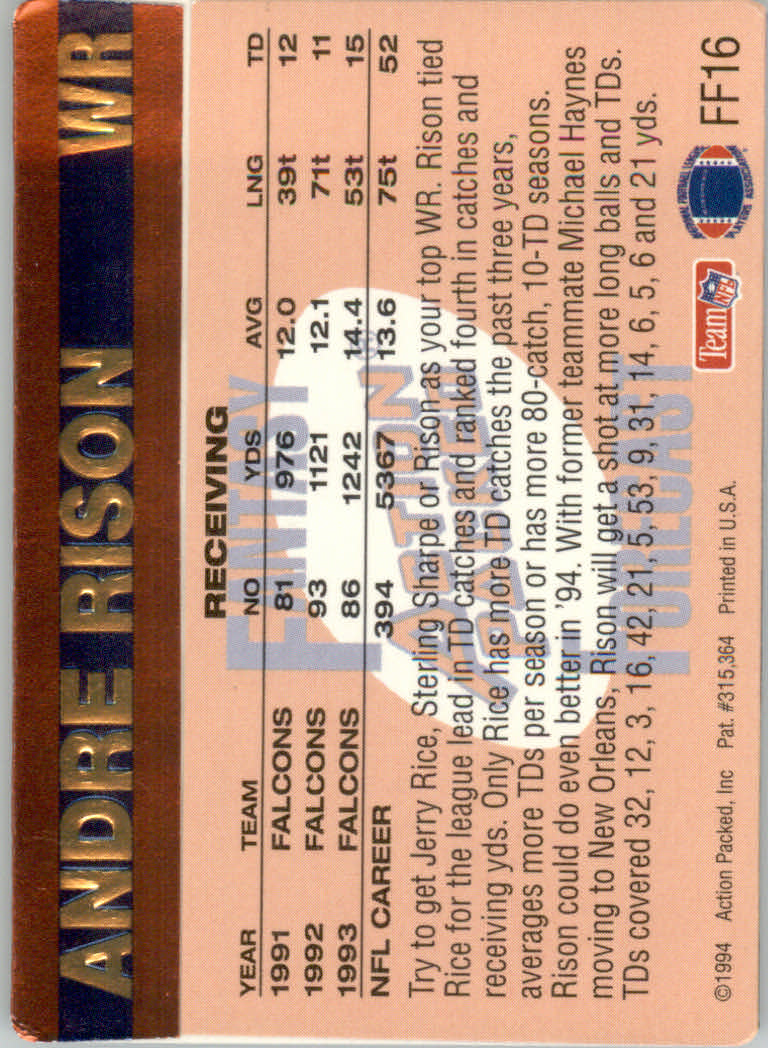 ANDRE RISON WR
RECEIVING
YEAR TEAM NO YDS AVG LNG TD
1991 FALCONS 81 976 12.0 39t 12
1992 FALCONS 93 1121 12.1 71t 11
1993 FALCONS 86 1242 14.4 53t 15
NFL CAREER 394 5367 13.6 75t 52
FANTASY
ACTION
PACKED®
FORECAST
Try to get Jerry Rice, Sterling Sharpe or Rison as your top WR. Rison tied
Rice for the league lead in TD catches and ranked fourth in catches and
receiving yds. Only Rice has more TD catches the past three years,
averages more TDs per season or has more 80-catch, 10-TD seasons.
Rison could do even better in '94. With former teammate Michael Haynes
moving to New Orleans, Rison will get a shot at more long balls and TDs.
TDs covered 32, 12, 3, 16, 42, 21, 5, 53, 9, 31, 14, 6, 5, 6 and 21 yds.
©1994 Action Packed, Inc Pat. #315,364 Printed in U.S.A.
Team NFL
NATIONAL FOOTBALL LEAGUE
PLAYERS ASSOCIATION
FF16